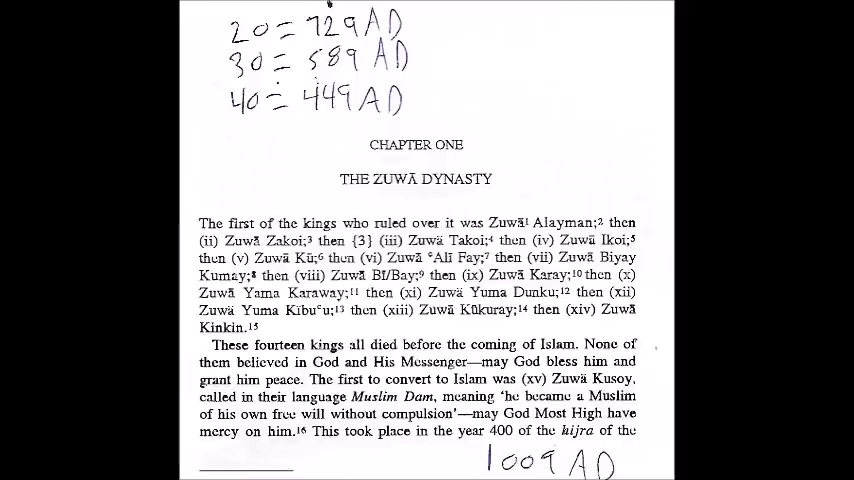 20 = 729 AD
30 = 589 AD
40 = 449 AD
CHAPTER ONE
THE ZUWĀ DYNASTY
The first of the kings who ruled over it was Zuwā¹ Alayman;² then
(ii) Zuwā Zakoi;³ then {3} (iii) Zuwā Takoi;⁴ then (iv) Zuwā Ikoi;⁵
then (v) Zuwā Kū;⁶ then (vi) Zuwā ᶜAlī Fay;⁷ then (vii) Zuwā Biyay
Kumay;⁸ then (viii) Zuwā Bī/Bay;⁹ then (ix) Zuwā Karay;¹⁰ then (x)
Zuwā Yama Karaway;¹¹ then (xi) Zuwā Yuma Dunku;¹² then (xii)
Zuwā Yuma Kībuᶜu;¹³ then (xiii) Zuwā Kūkuray;¹⁴ then (xiv) Zuwā
Kinkin.¹⁵
These fourteen kings all died before the coming of Islam. None of
them believed in God and His Messenger—may God bless him and
grant him peace. The first to convert to Islam was (xv) Zuwā Kusoy,
called in their language Muslim Dam, meaning ‘he became a Muslim
of his own free will without compulsion’—may God Most High have
mercy on him.¹⁶ This took place in the year 400 of the hijra of the
1009 AD